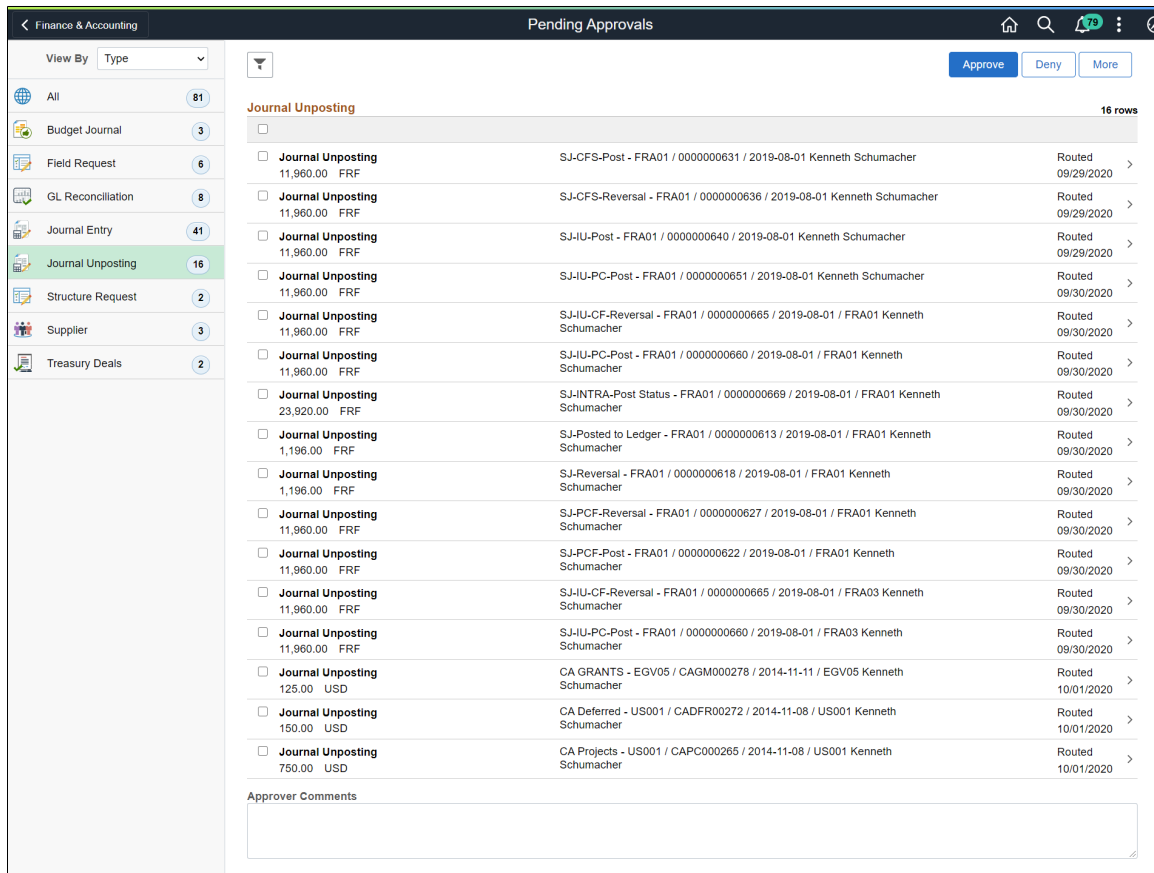 Finance & Accounting
Pending Approvals
79
View By Type
Approve Deny More
All 81
Budget Journal 3
Field Request 6
GL Reconciliation 8
Journal Entry 41
Journal Unposting 16
Structure Request 2
Supplier 3
Treasury Deals 2
Journal Unposting 16 rows
Journal Unposting SJ-CFS-Post - FRA01 / 0000000631 / 2019-08-01 Kenneth Schumacher Routed
11,960.00 FRF 09/29/2020
Journal Unposting SJ-CFS-Reversal - FRA01 / 0000000636 / 2019-08-01 Kenneth Schumacher Routed
11,960.00 FRF 09/29/2020
Journal Unposting SJ-IU-Post - FRA01 / 0000000640 / 2019-08-01 Kenneth Schumacher Routed
11,960.00 FRF 09/29/2020
Journal Unposting SJ-IU-PC-Post - FRA01 / 0000000651 / 2019-08-01 Kenneth Schumacher Routed
11,960.00 FRF 09/30/2020
Journal Unposting SJ-IU-CF-Reversal - FRA01 / 0000000665 / 2019-08-01 / FRA01 Kenneth Routed
11,960.00 FRF Schumacher 09/30/2020
Journal Unposting SJ-IU-PC-Post - FRA01 / 0000000660 / 2019-08-01 / FRA01 Kenneth Routed
11,960.00 FRF Schumacher 09/30/2020
Journal Unposting SJ-INTRA-Post Status - FRA01 / 0000000669 / 2019-08-01 / FRA01 Kenneth Routed
23,920.00 FRF Schumacher 09/30/2020
Journal Unposting SJ-Posted to Ledger - FRA01 / 0000000613 / 2019-08-01 / FRA01 Kenneth Routed
1,196.00 FRF Schumacher 09/30/2020
Journal Unposting SJ-Reversal - FRA01 / 0000000618 / 2019-08-01 / FRA01 Kenneth Routed
1,196.00 FRF Schumacher 09/30/2020
Journal Unposting SJ-PCF-Reversal - FRA01 / 0000000627 / 2019-08-01 / FRA01 Kenneth Routed
11,960.00 FRF Schumacher 09/30/2020
Journal Unposting SJ-PCF-Post - FRA01 / 0000000622 / 2019-08-01 / FRA01 Kenneth Routed
11,960.00 FRF Schumacher 09/30/2020
Journal Unposting SJ-IU-CF-Reversal - FRA01 / 0000000665 / 2019-08-01 / FRA03 Kenneth Routed
11,960.00 FRF Schumacher 09/30/2020
Journal Unposting SJ-IU-PC-Post - FRA01 / 0000000660 / 2019-08-01 / FRA03 Kenneth Routed
11,960.00 FRF Schumacher 09/30/2020
Journal Unposting CA GRANTS - EGV05 / CAGM000278 / 2014-11-11 / EGV05 Kenneth Routed
125.00 USD Schumacher 10/01/2020
Journal Unposting CA Deferred - US001 / CADFR00272 / 2014-11-08 / US001 Kenneth Routed
150.00 USD Schumacher 10/01/2020
Journal Unposting CA Projects - US001 / CAPC000265 / 2014-11-08 / US001 Kenneth Routed
750.00 USD Schumacher 10/01/2020
Approver Comments